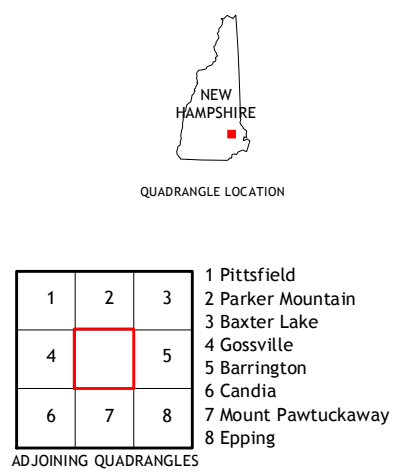 NEW
HAMPSHIRE
QUADRANGLE LOCATION
1 2 3
4 5
6 7 8
1 Pittsfield
2 Parker Mountain
3 Baxter Lake
4 Gossville
5 Barrington
6 Candia
7 Mount Pawtuckaway
8 Epping
ADJOINING QUADRANGLES